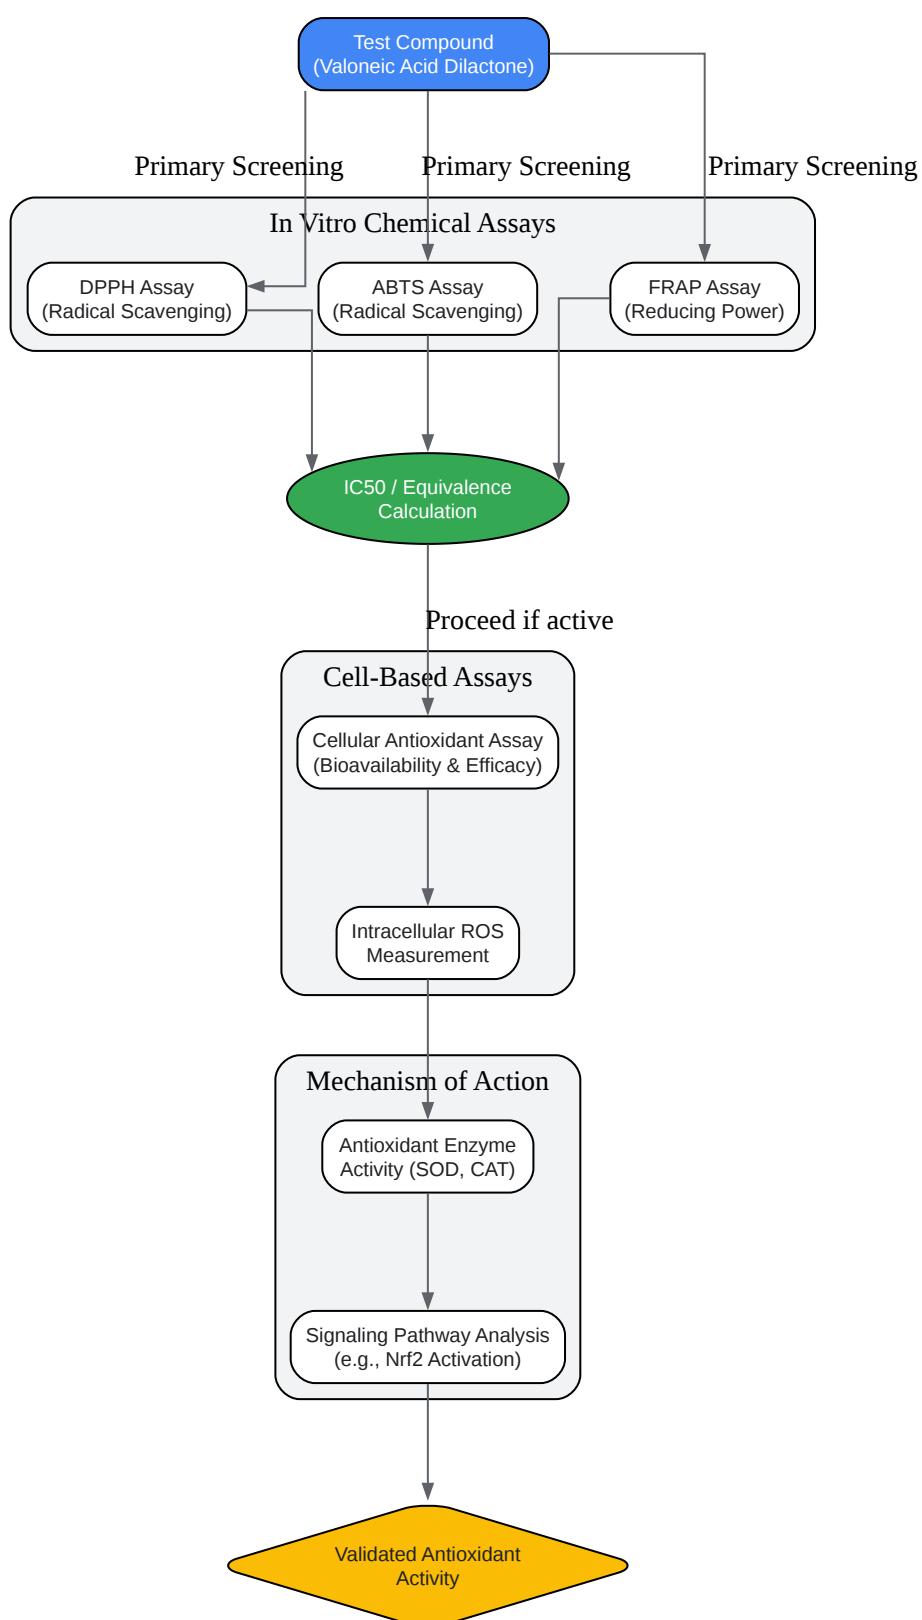 Test Compound
(Valoneic Acid Dilactone)
Primary Screening
Primary Screening
Primary Screening
In Vitro Chemical Assays
DPPH Assay
(Radical Scavenging)
ABTS Assay
(Radical Scavenging)
FRAP Assay
(Reducing Power)
IC50 / Equivalence
Calculation
Proceed if active
Cell-Based Assays
Cellular Antioxidant Assay
(Bioavailability & Efficacy)
Intracellular ROS
Measurement
Mechanism of Action
Antioxidant Enzyme
Activity (SOD, CAT)
Signaling Pathway Analysis
(e.g., Nrf2 Activation)
Validated Antioxidant
Activity